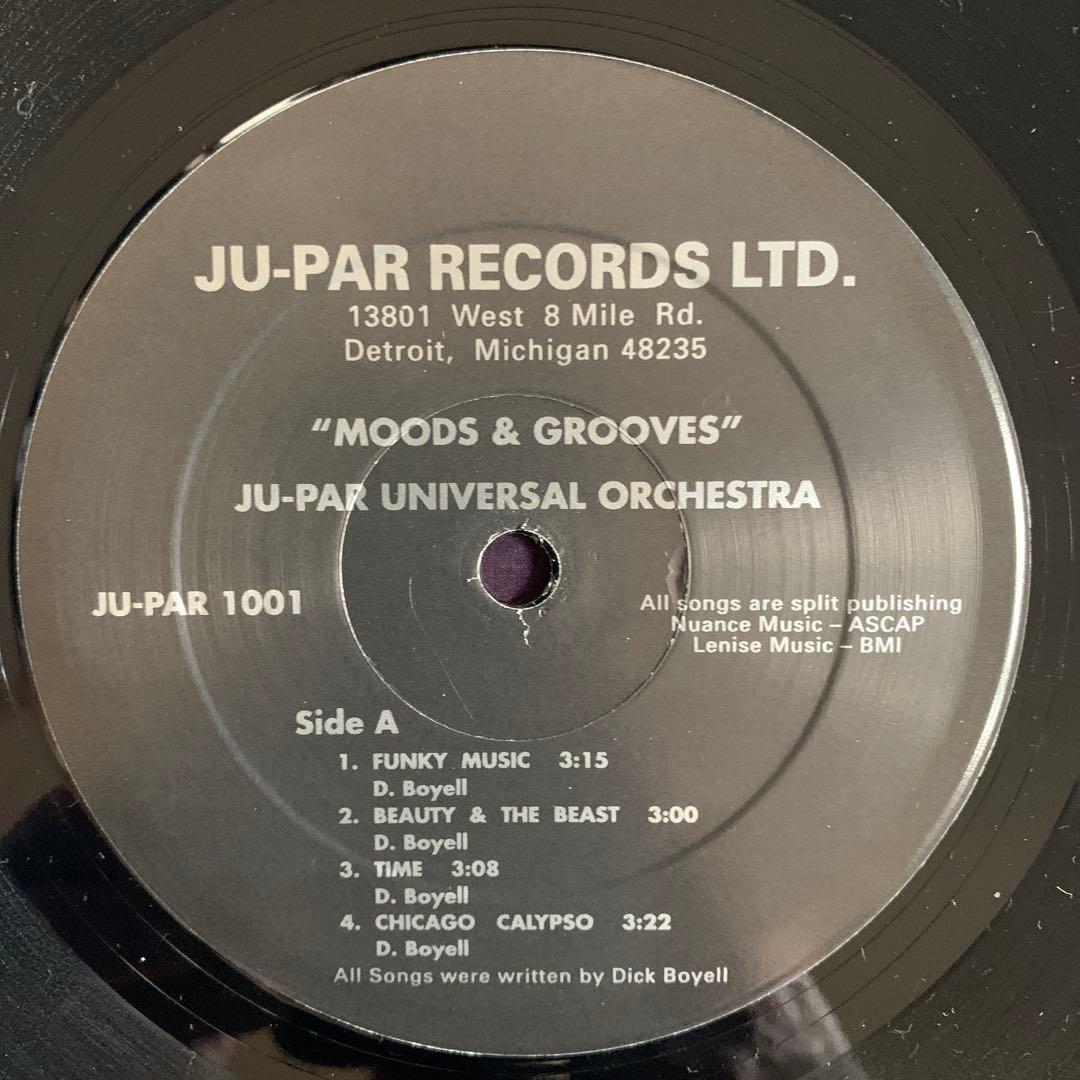 JU-PAR RECORDS LTD.
13801 West 8 Mile Rd.
Detroit, Michigan 48235
"MOODS & GROOVES"
JU-PAR UNIVERSAL ORCHESTRA
JU-PAR 1001
All songs are split publishing
Nuance Music – ASCAP
Lenise Music – BMI
Side A
1. FUNKY MUSIC 3:15
D. Boyell
2. BEAUTY & THE BEAST 3:00
D. Boyell
3. TIME 3:08
D. Boyell
4. CHICAGO CALYPSO 3:22
D. Boyell
All Songs were written by Dick Boyell